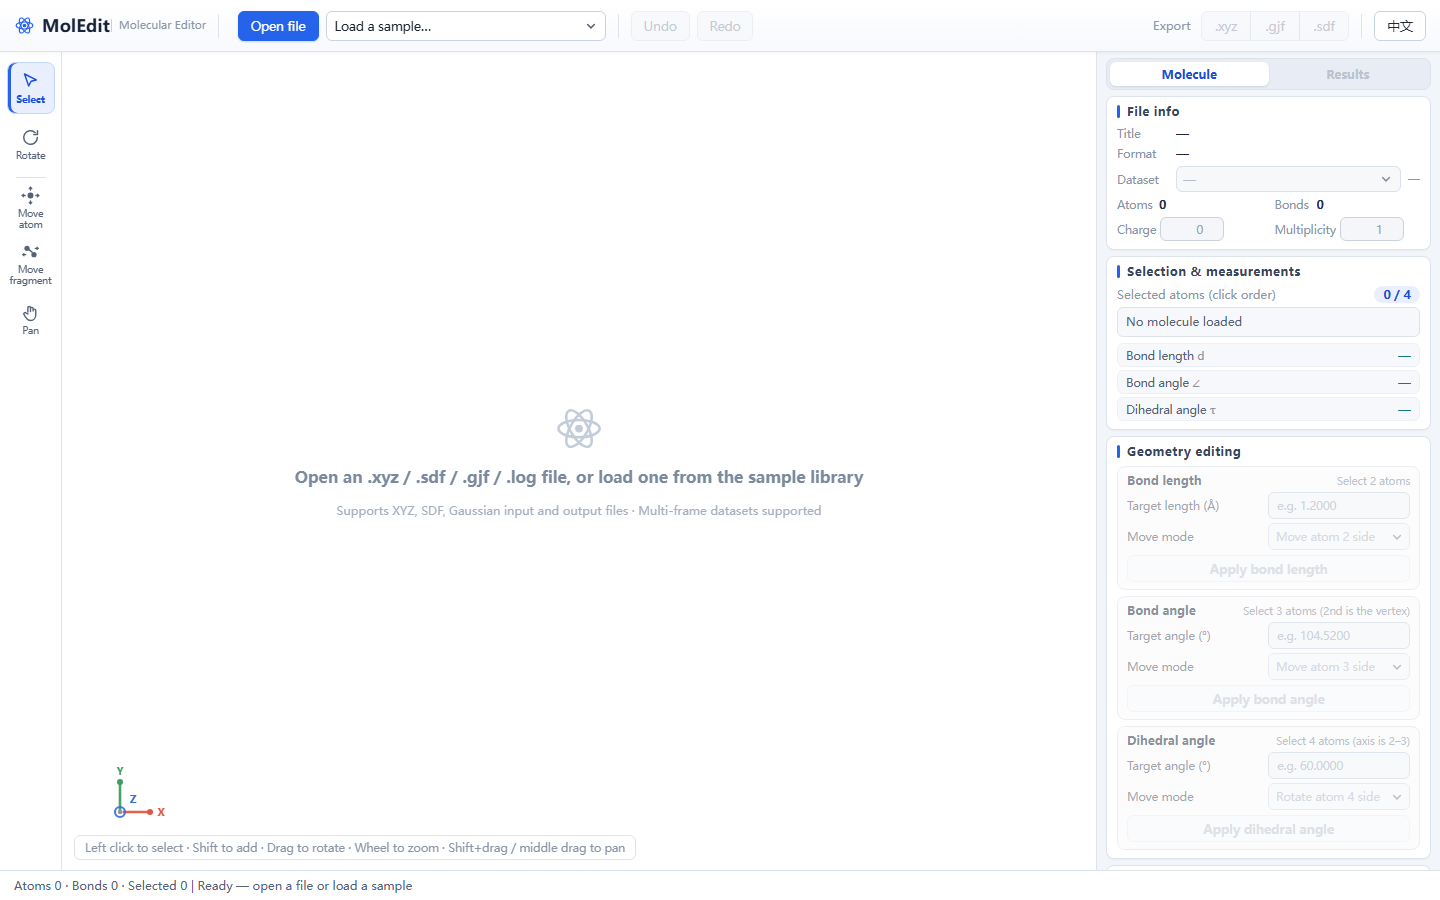 MolEdit Molecular Editor Open file Load a sample... Undo Redo Export .xyz .gjf .sdf 中文
Select
Rotate
Move
atom
Move
fragment
Pan
Open an .xyz / .sdf / .gjf / .log file, or load one from the sample library
Supports XYZ, SDF, Gaussian input and output files · Multi-frame datasets supported
Y
Z
X
Left click to select · Shift to add · Drag to rotate · Wheel to zoom · Shift+drag / middle drag to pan
Molecule Results
File info
Title —
Format —
Dataset — —
Atoms 0 Bonds 0
Charge 0 Multiplicity 1
Selection & measurements
Selected atoms (click order) 0 / 4
No molecule loaded
Bond length d —
Bond angle ∠ —
Dihedral angle τ —
Geometry editing
Bond length Select 2 atoms
Target length (Å) e.g. 1.2000
Move mode Move atom 2 side
Apply bond length
Bond angle Select 3 atoms (2nd is the vertex)
Target angle (°) e.g. 104.5200
Move mode Move atom 3 side
Apply bond angle
Dihedral angle Select 4 atoms (axis is 2–3)
Target angle (°) e.g. 60.0000
Move mode Rotate atom 4 side
Apply dihedral angle
Atoms 0 · Bonds 0 · Selected 0 | Ready — open a file or load a sample